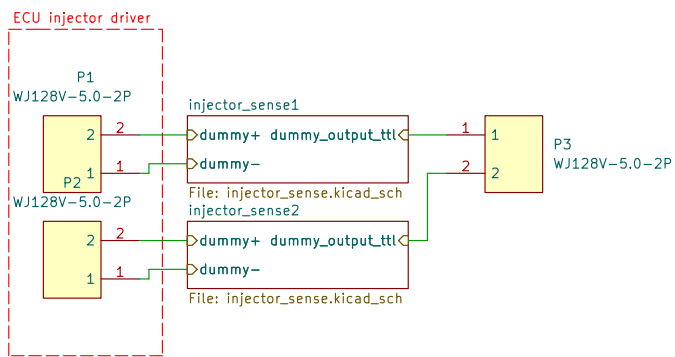 ECU injector driver
P1
WJ128V-5.0-2P
2 2
1 1
P2
WJ128V-5.0-2P
2 2
1 1
injector_sense1
dummy+ dummy_output_ttl
dummy-
File: injector_sense.kicad_sch
injector_sense2
dummy+ dummy_output_ttl
dummy-
File: injector_sense.kicad_sch
1 1
2 2
P3
WJ128V-5.0-2P